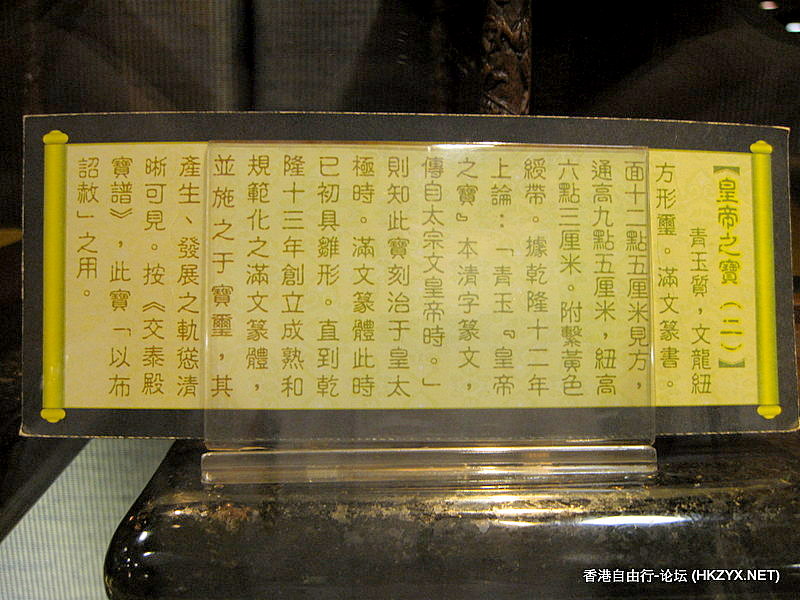 【皇帝之寶（二）】
青玉質，文龍紐
方形璽。滿文篆書。
面十二點五厘米見方，
通高九點五厘米，紐高
六點三厘米。附繫黃色
綬帶。據乾隆十二年
上論：「青玉『皇帝
之寶』本清字篆文，
傳自太宗文皇帝時。」
則知此寶刻治于皇太
極時。滿文篆體此時
已初具雛形。直到乾
隆十三年創立成熟和
規範化之滿文篆體，
並施之于寶璽，其
產生、發展之軌慾清
晰可見。按《交泰殿
寶譜》，此寶「以布
詔赦」之用。
香港自由行-论坛 (HKZYX.NET)